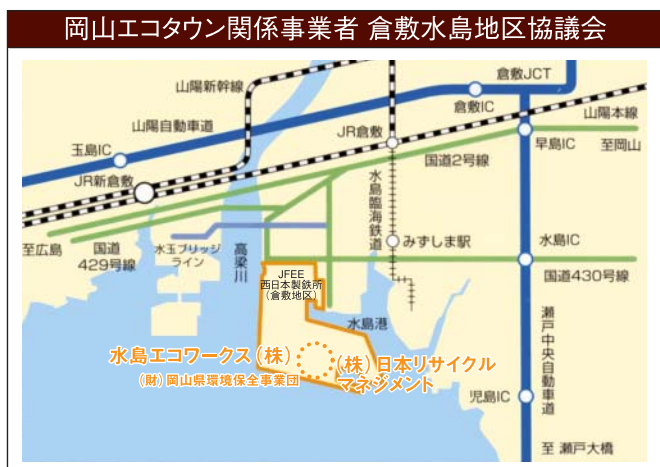 岡山エコタウン関係事業者 倉敷水島地区協議会
倉敷JCT
山陽新幹線
倉敷IC
山陽本線
山陽自動車道
JR倉敷
玉島IC
早島IC
至岡山
国道2号線
JR新倉敷
水島臨海鉄道
みずしま駅
水島IC
至広島
国道
429号線
水玉ブリッジ
ライン
高梁川
JFEE
西日本製鉄所
(倉敷地区)
国道430号線
水島港
瀬戸中央自動車道
水島エコワークス(株)
(株)日本リサイクル
マネジメント
(財)岡山県環境保全事業団
児島IC
至 瀬戸大橋